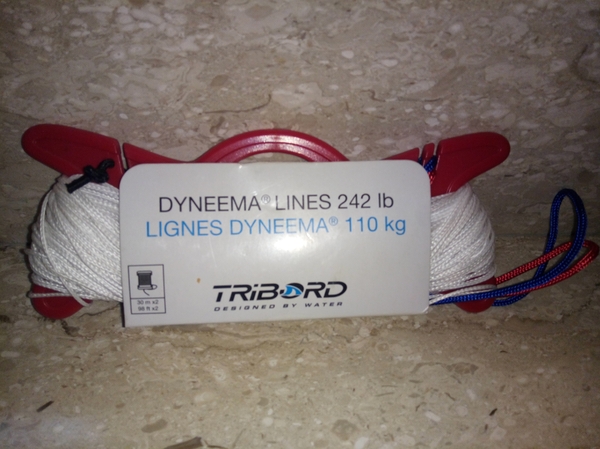 DYNEEMA® LINES 242 lb
LIGNES DYNEEMA® 110 kg
30 m x2
98 ft x2
TRIBORD
DESIGNED BY WATER